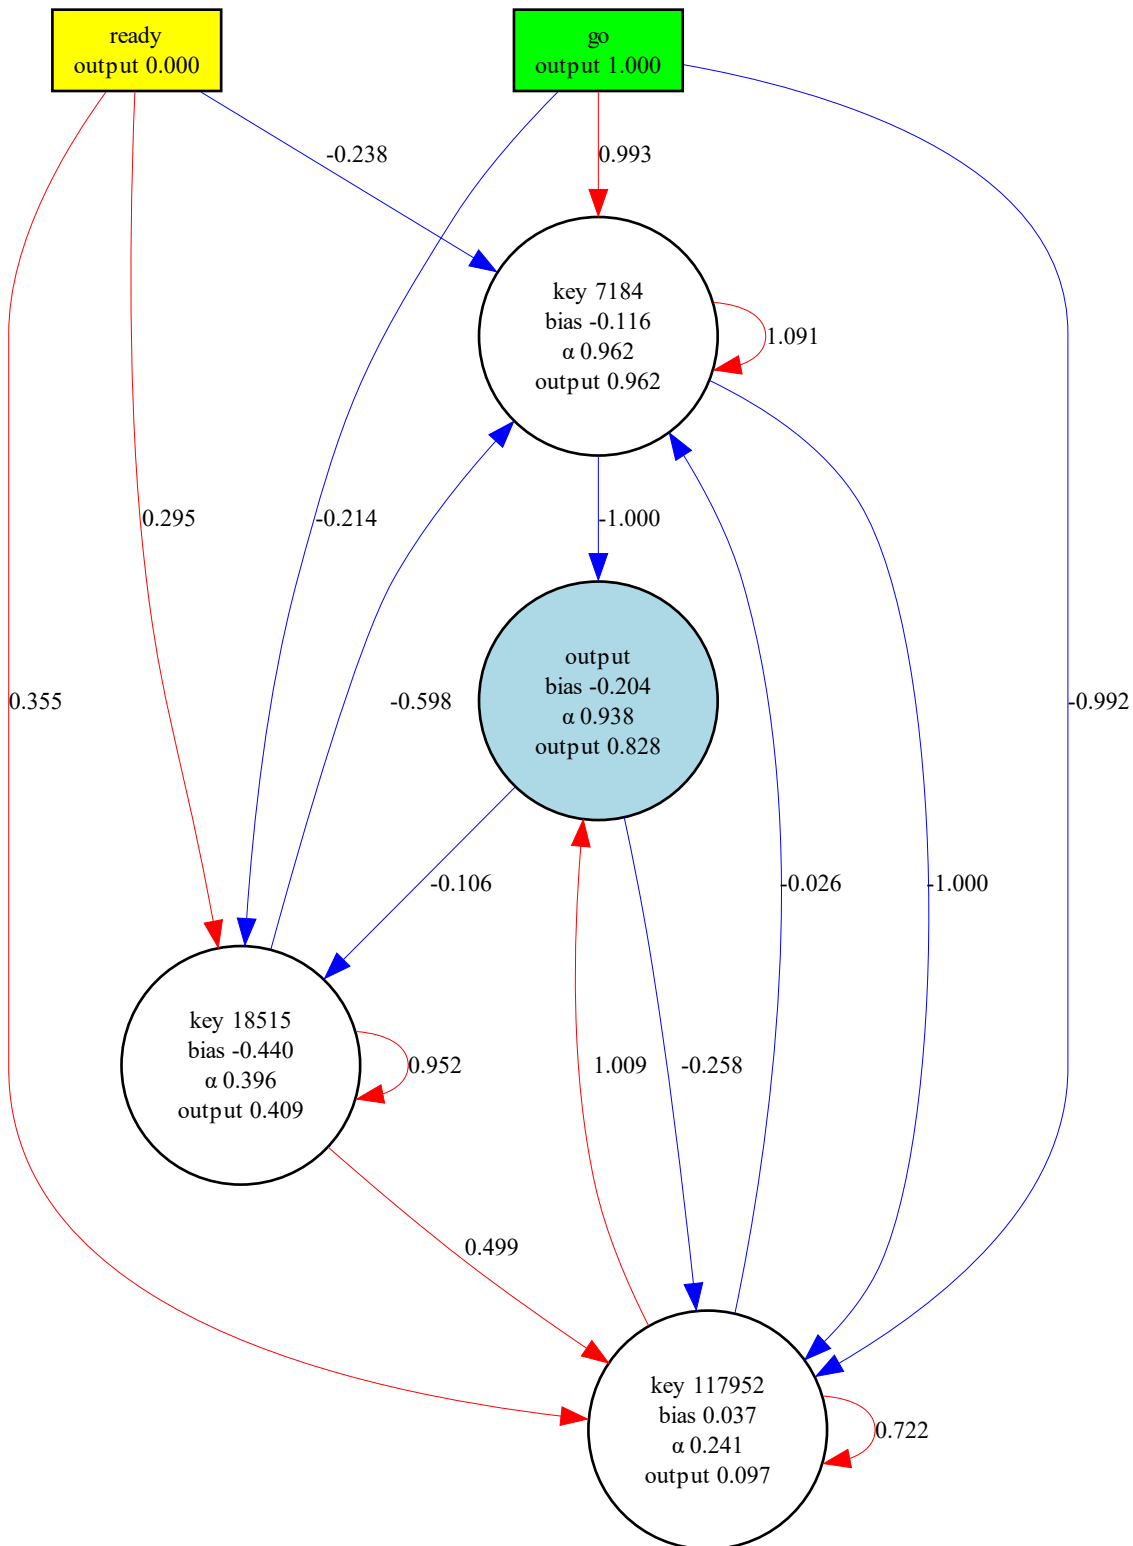 ready
output 0.000
go
output 1.000
-0.238
0.993
key 7184
bias -0.116
α 0.962
output 0.962
1.091
0.295
-0.214
-1.000
output
bias -0.204
α 0.938
output 0.828
0.355
-0.598
-0.992
-0.106
-0.026
-1.000
key 18515
bias -0.440
α 0.396
output 0.409
0.952
1.009
-0.258
0.499
key 117952
bias 0.037
α 0.241
output 0.097
0.722